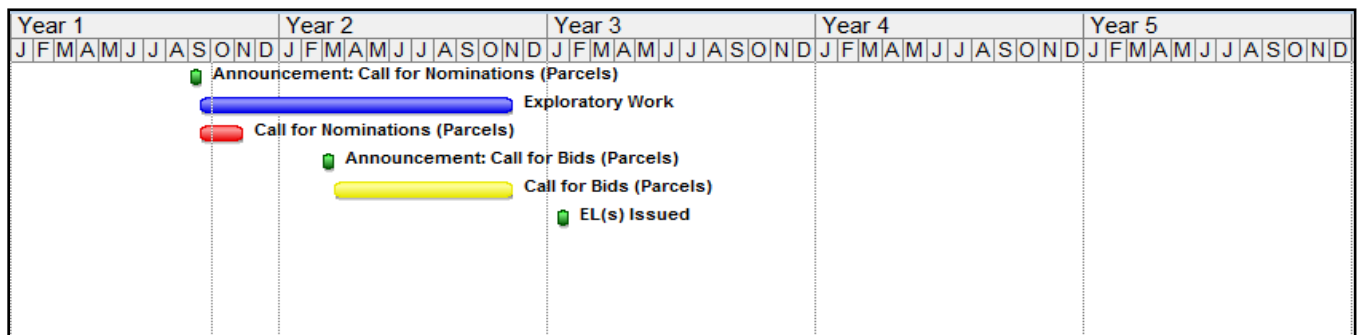 Year 1 Year 2 Year 3 Year 4 Year 5
J F M A M J J A S O N D J F M A M J J A S O N D J F M A M J J A S O N D J F M A M J J A S O N D J F M A M J J A S O N D
Announcement: Call for Nominations (Parcels)
Exploratory Work
Call for Nominations (Parcels)
Announcement: Call for Bids (Parcels)
Call for Bids (Parcels)
EL(s) Issued